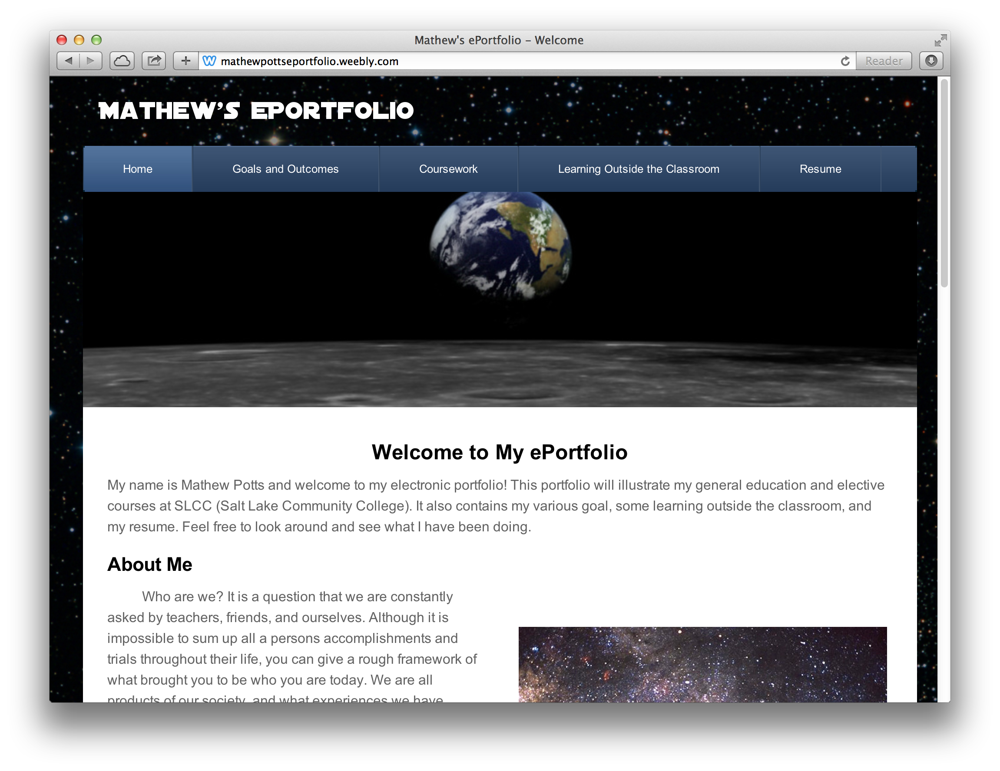 Mathew's ePortfolio – Welcome
mathewpottseportfolio.weebly.com
Reader
MATHEW'S EPORTFOLIO
Home
Goals and Outcomes
Coursework
Learning Outside the Classroom
Resume
Welcome to My ePortfolio
My name is Mathew Potts and welcome to my electronic portfolio! This portfolio will illustrate my general education and elective
courses at SLCC (Salt Lake Community College). It also contains my various goal, some learning outside the classroom, and
my resume. Feel free to look around and see what I have been doing.
About Me
Who are we? It is a question that we are constantly
asked by teachers, friends, and ourselves. Although it is
impossible to sum up all a persons accomplishments and
trials throughout their life, you can give a rough framework of
what brought you to be who you are today. We are all
products of our society, and what experiences we have